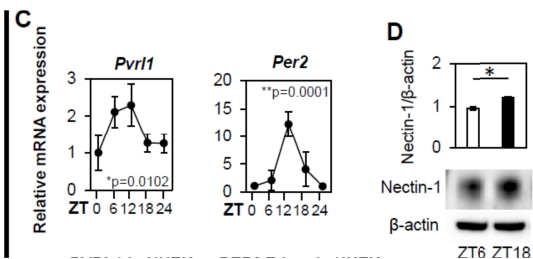 C
Relative mRNA expression
Pvrl1
3
2
1
0
*p=0.0102
ZT 0 6 12 18 24
Per2
20
15
10
5
0
**p=0.0001
ZT 0 6 12 18 24
D
Nectin-1/β-actin
2
1
0
*
Nectin-1
β-actin
ZT6 ZT18